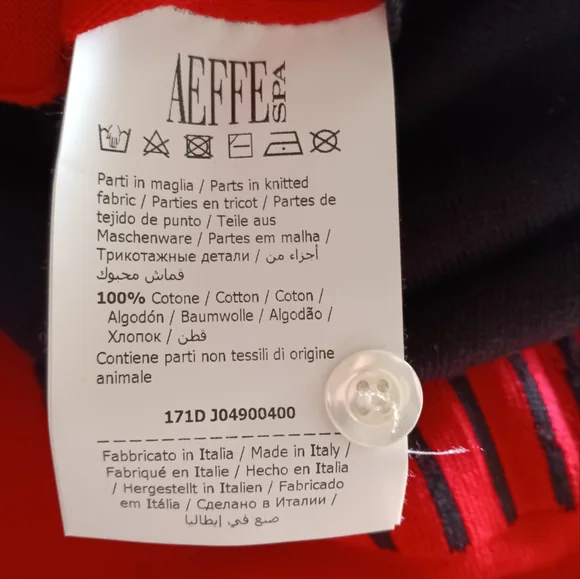 AEFFE SPA
Parti in maglia / Parts in knitted
fabric / Parties en tricot / Partes de
tejido de punto / Teile aus
Maschenware / Partes em malha /
Трикотажные детали / أجزاء من
قماش محبوك
100% Cotone / Cotton / Coton /
Algodón / Baumwolle / Algodão /
Хлопок / قطن
Contiene parti non tessili di origine
animale
171D J04900400
Fabbricato in Italia / Made in Italy /
Fabriqué en Italie / Hecho en Italia
/ Hergestellt in Italien / Fabricado
em Itália / Сделано в Италии /
صنع في إيطاليا